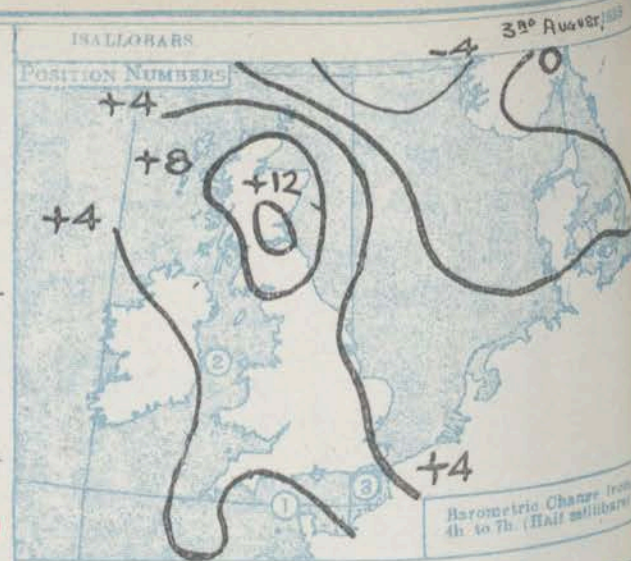 ISALLOBARS
3RD AUGUST,
POSITION NUMBERS
-4
0
+4
+8
+12
+4
2
+4
1
3
Barometric Change from
4h to 7h. (Half millibars